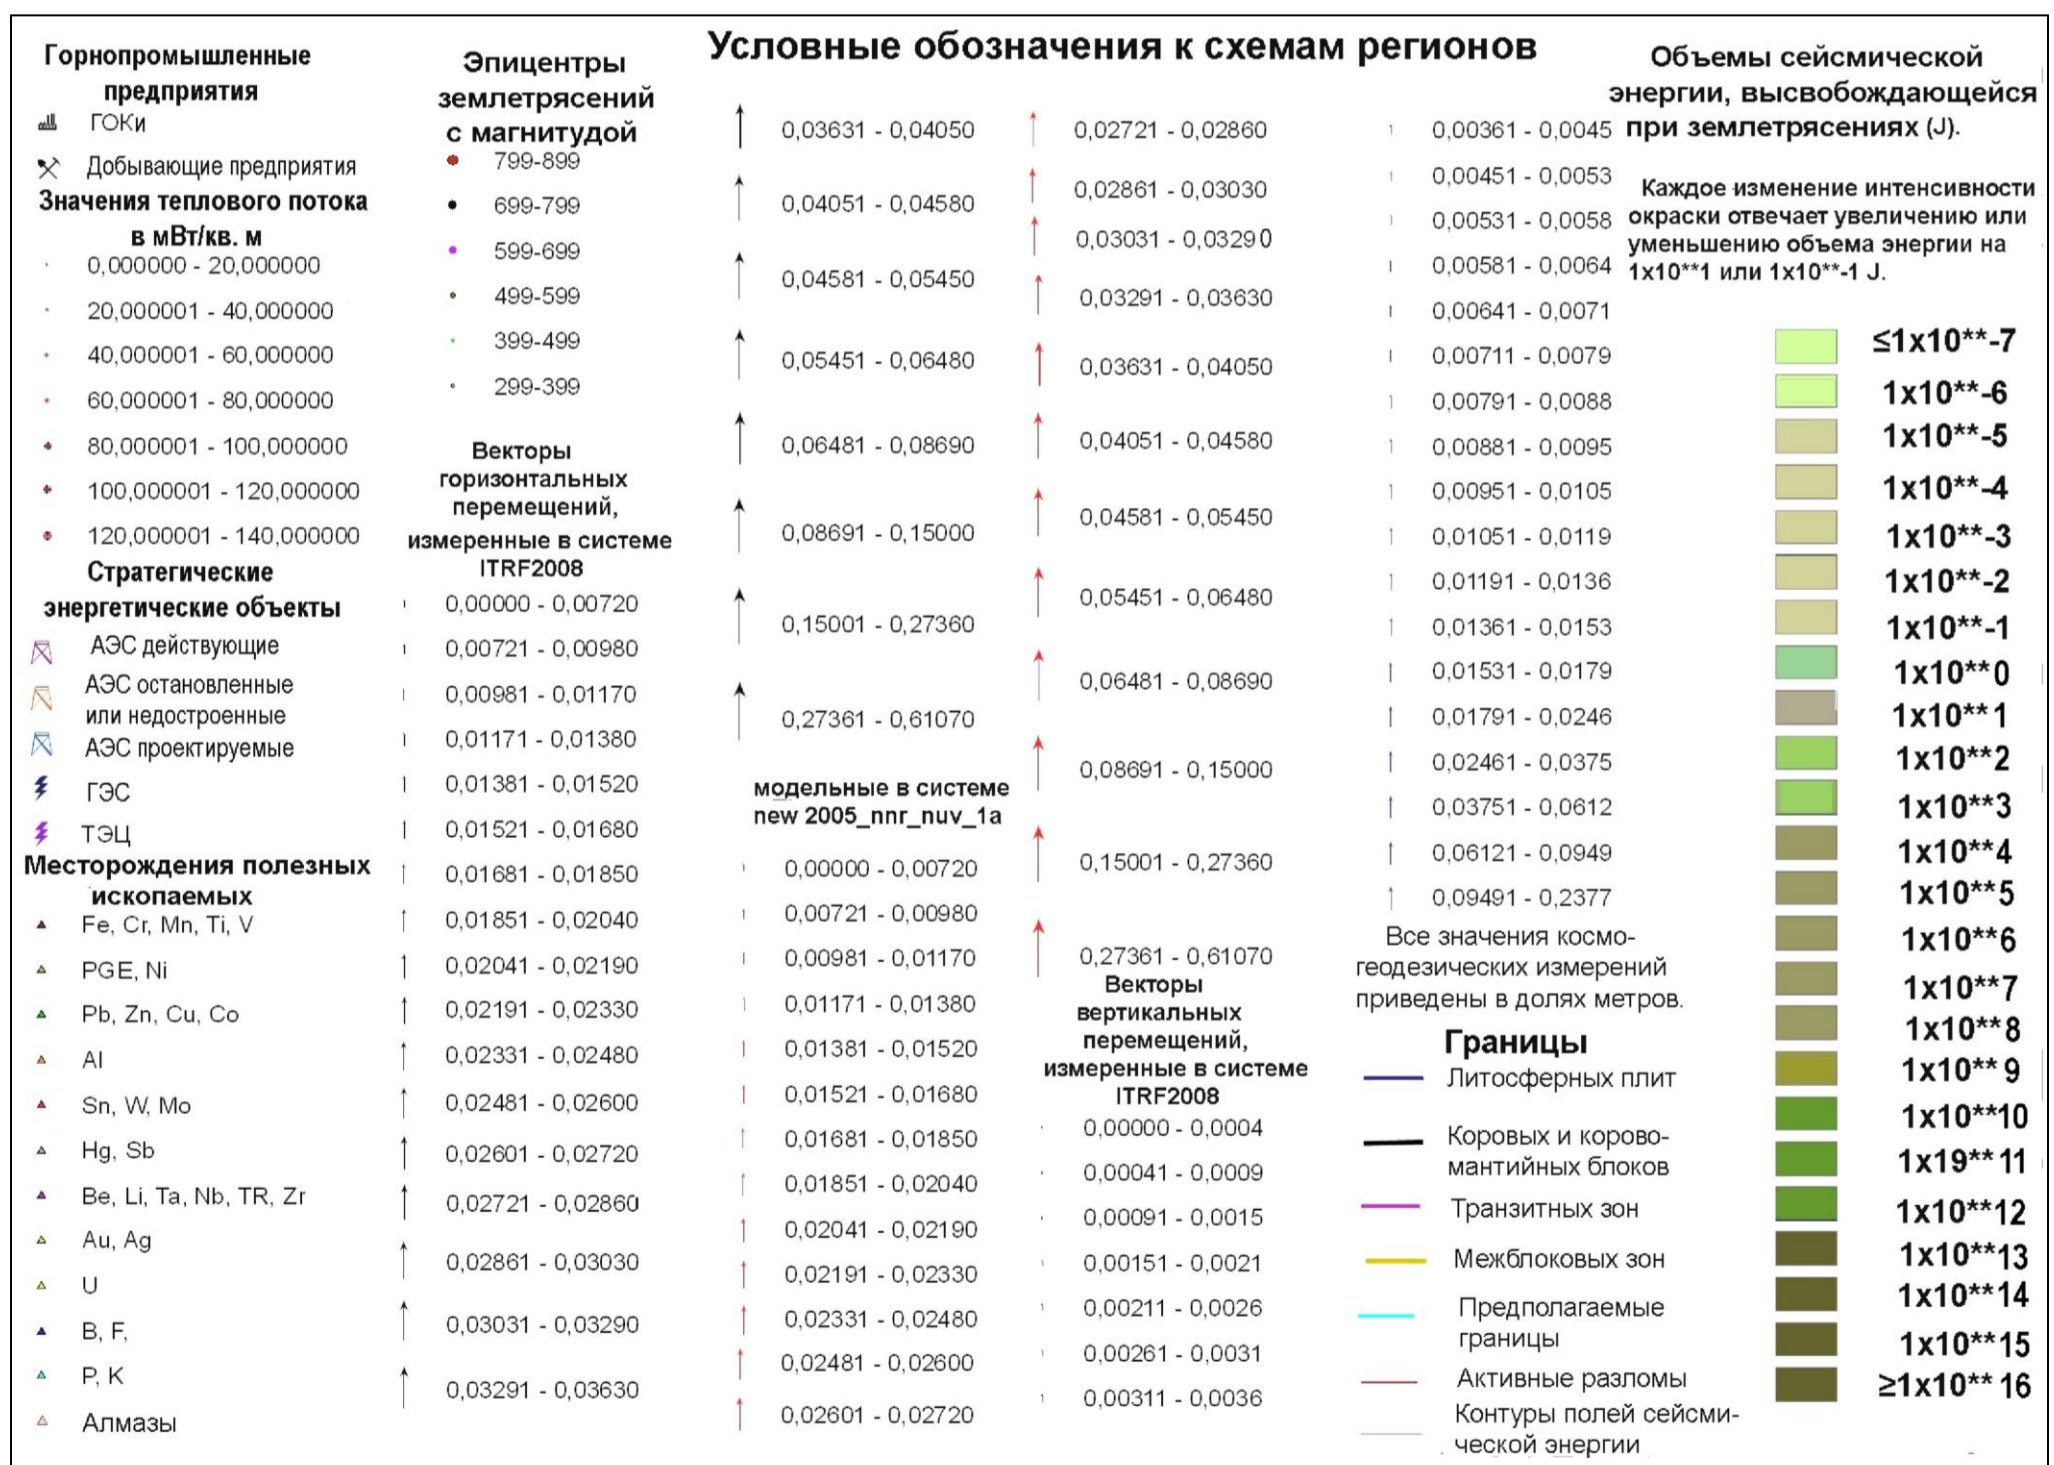 Условные обозначения к схемам регионов
Горнопромышленные
предприятия
ГОКи
Добывающие предприятия
Значения теплового потока
в мВт/кв. м
0,000000 - 20,000000
20,000001 - 40,000000
40,000001 - 60,000000
60,000001 - 80,000000
80,000001 - 100,000000
100,000001 - 120,000000
120,000001 - 140,000000
Стратегические
энергетические объекты
АЭС действующие
АЭС остановленные
или недостроенные
АЭС проектируемые
ГЭС
ТЭЦ
Месторождения полезных
ископаемых
Fe, Cr, Mn, Ti, V
PGE, Ni
Pb, Zn, Cu, Co
Al
Sn, W, Mo
Hg, Sb
Be, Li, Ta, Nb, TR, Zr
Au, Ag
U
B, F,
P, K
Алмазы
Эпицентры
землетрясений
с магнитудой
799-899
699-799
599-699
499-599
399-499
299-399
Векторы
горизонтальных
перемещений,
измеренные в системе
ITRF2008
0,00000 - 0,00720
0,00721 - 0,00980
0,00981 - 0,01170
0,01171 - 0,01380
0,01381 - 0,01520
0,01521 - 0,01680
0,01681 - 0,01850
0,01851 - 0,02040
0,02041 - 0,02190
0,02191 - 0,02330
0,02331 - 0,02480
0,02481 - 0,02600
0,02601 - 0,02720
0,02721 - 0,02860
0,02861 - 0,03030
0,03031 - 0,03290
0,03291 - 0,03630
0,03631 - 0,04050
0,04051 - 0,04580
0,04581 - 0,05450
0,05451 - 0,06480
0,06481 - 0,08690
0,08691 - 0,15000
0,15001 - 0,27360
0,27361 - 0,61070
модельные в системе
new 2005_nnr_nuv_1a
0,00000 - 0,00720
0,00721 - 0,00980
0,00981 - 0,01170
0,01171 - 0,01380
0,01381 - 0,01520
0,01521 - 0,01680
0,01681 - 0,01850
0,01851 - 0,02040
0,02041 - 0,02190
0,02191 - 0,02330
0,02331 - 0,02480
0,02481 - 0,02600
0,02601 - 0,02720
0,02721 - 0,02860
0,02861 - 0,03030
0,03031 - 0,03290
0,03291 - 0,03630
0,03631 - 0,04050
0,04051 - 0,04580
0,04581 - 0,05450
0,05451 - 0,06480
0,06481 - 0,08690
0,08691 - 0,15000
0,15001 - 0,27360
0,27361 - 0,61070
Векторы
вертикальных
перемещений,
измеренные в системе
ITRF2008
0,00000 - 0,0004
0,00041 - 0,0009
0,00091 - 0,0015
0,00151 - 0,0021
0,00211 - 0,0026
0,00261 - 0,0031
0,00311 - 0,0036
0,00361 - 0,0045
0,00451 - 0,0053
0,00531 - 0,0058
0,00581 - 0,0064
0,00641 - 0,0071
0,00711 - 0,0079
0,00791 - 0,0088
0,00881 - 0,0095
0,00951 - 0,0105
0,01051 - 0,0119
0,01191 - 0,0136
0,01361 - 0,0153
0,01531 - 0,0179
0,01791 - 0,0246
0,02461 - 0,0375
0,03751 - 0,0612
0,06121 - 0,0949
0,09491 - 0,2377
Все значения космо-
геодезических измерений
приведены в долях метров.
Границы
Литосферных плит
Коровых и корово-
мантийных блоков
Транзитных зон
Межблоковых зон
Предполагаемые
границы
Активные разломы
Контуры полей сейсми-
ческой энергии
Объемы сейсмической
энергии, высвобождающейся
при землетрясениях (J).
Каждое изменение интенсивности
окраски отвечает увеличению или
уменьшению объема энергии на
1x10**1 или 1x10**-1 J.
≤1x10**-7
1x10**-6
1x10**-5
1x10**-4
1x10**-3
1x10**-2
1x10**-1
1x10**0
1x10**1
1x10**2
1x10**3
1x10**4
1x10**5
1x10**6
1x10**7
1x10**8
1x10**9
1x10**10
1x19**11
1x10**12
1x10**13
1x10**14
1x10**15
≥1x10**16